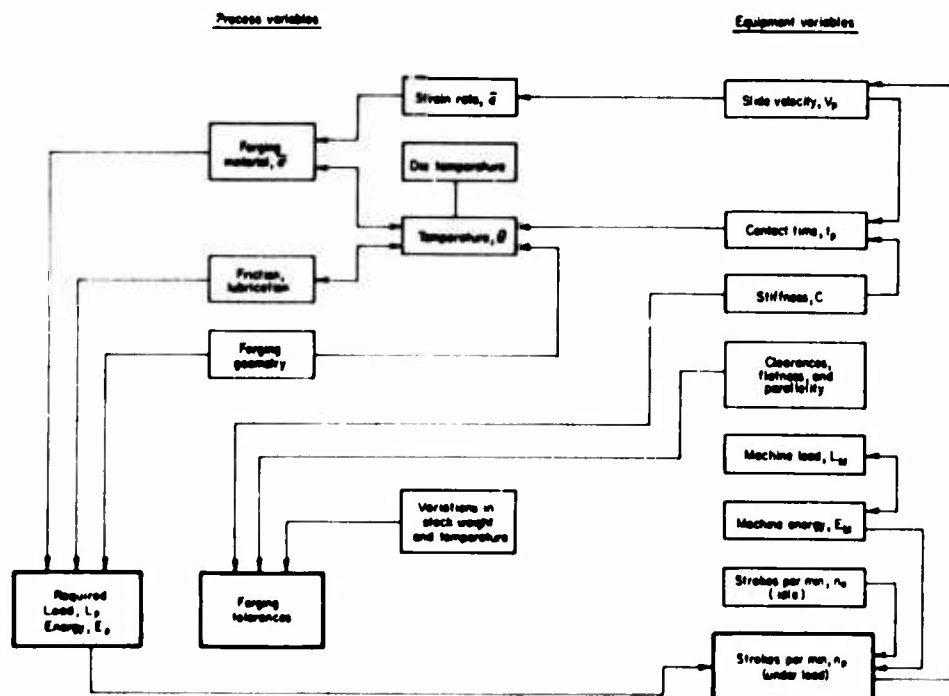 Process variables
Equipment variables
Strain rate, ε̄
Slide velocity, Vp
Forging
material, σ̄
Die temperature
Temperature, θ
Contact time, tp
Friction,
lubrication
Stiffness, C
Forging
geometry
Clearances,
flatness, and
parallelity
Machine load, LM
Variations in
stock weight
and temperature
Machine energy, EM
Required
Load, Lp
Energy, Ep
Forging
tolerances
Strokes per min, no
(idle)
Strokes per min, np
(under load)